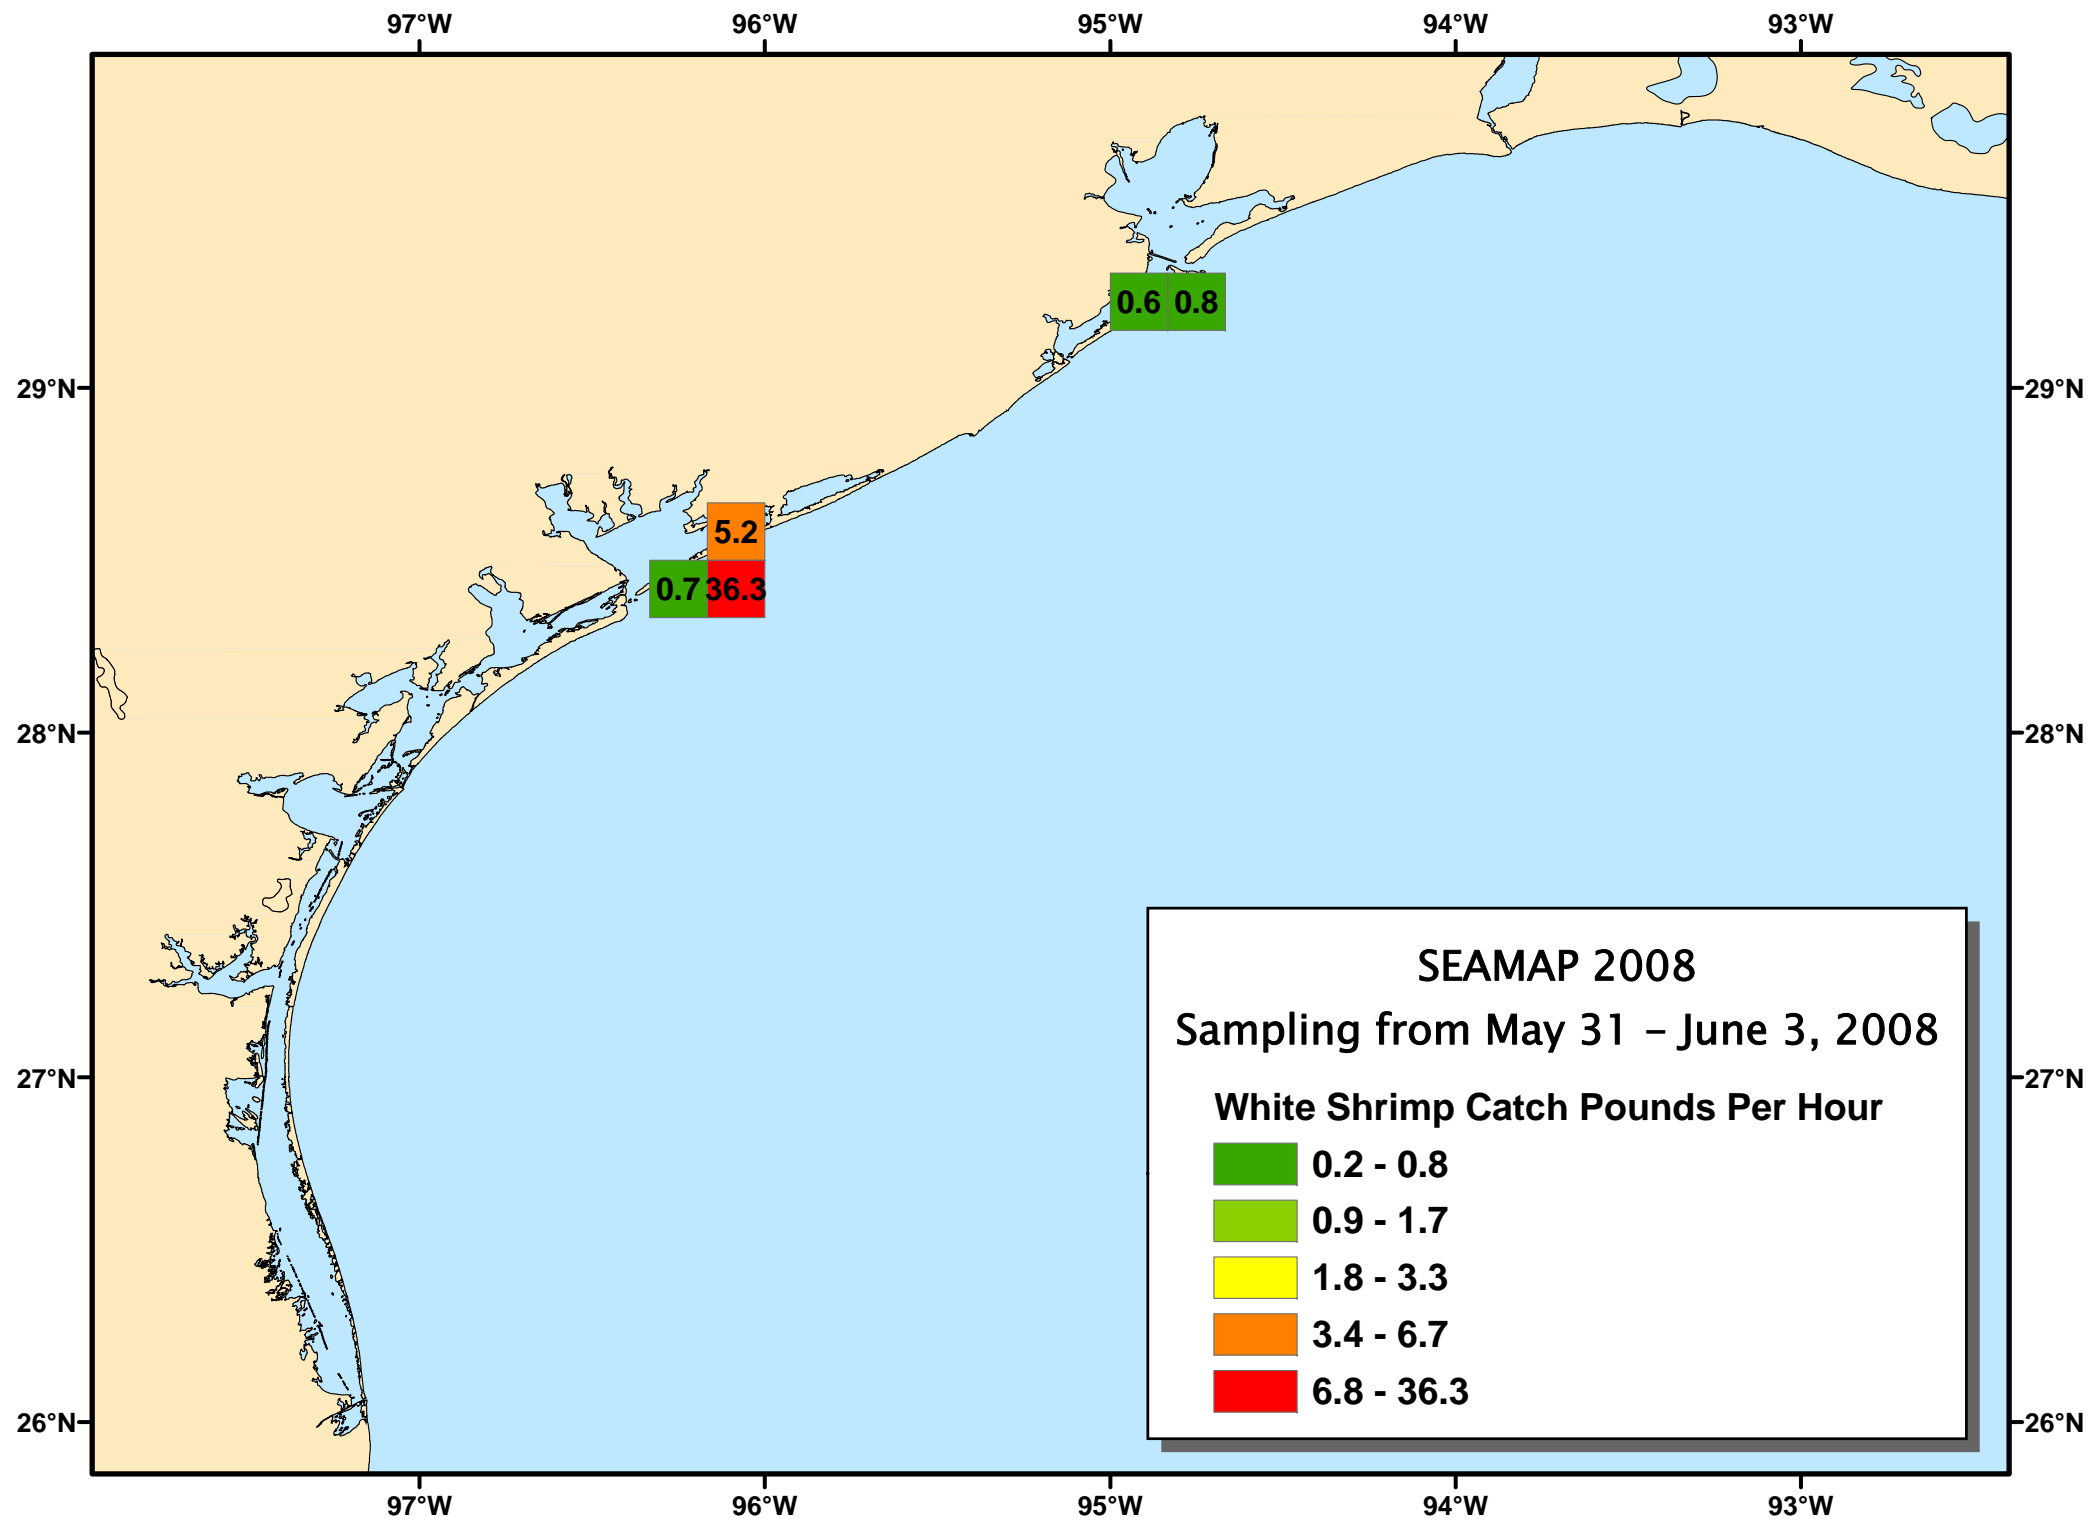 97°W 96°W 95°W 94°W 93°W
0.6 0.8
29°N 29°N
5.2
0.7 36.3
28°N 28°N
SEAMAP 2008
Sampling from May 31 - June 3, 2008
27°N 27°N
White Shrimp Catch Pounds Per Hour
0.2 - 0.8
0.9 - 1.7
1.8 - 3.3
3.4 - 6.7
6.8 - 36.3
26°N 26°N
97°W 96°W 95°W 94°W 93°W